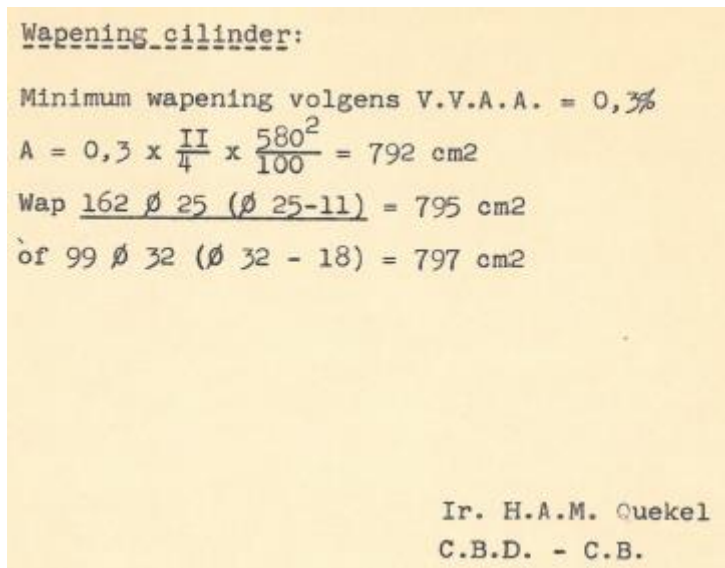 Wapening cilinder:
Minimum wapening volgens V.V.A.A. = 0,3%
A = 0,3 x II/4 x 580²/100 = 792 cm2
Wap 162 Ø 25 (Ø 25-11) = 795 cm2
òf 99 Ø 32 (Ø 32 - 18) = 797 cm2
Ir. H.A.M. Quekel
C.B.D. - C.B.